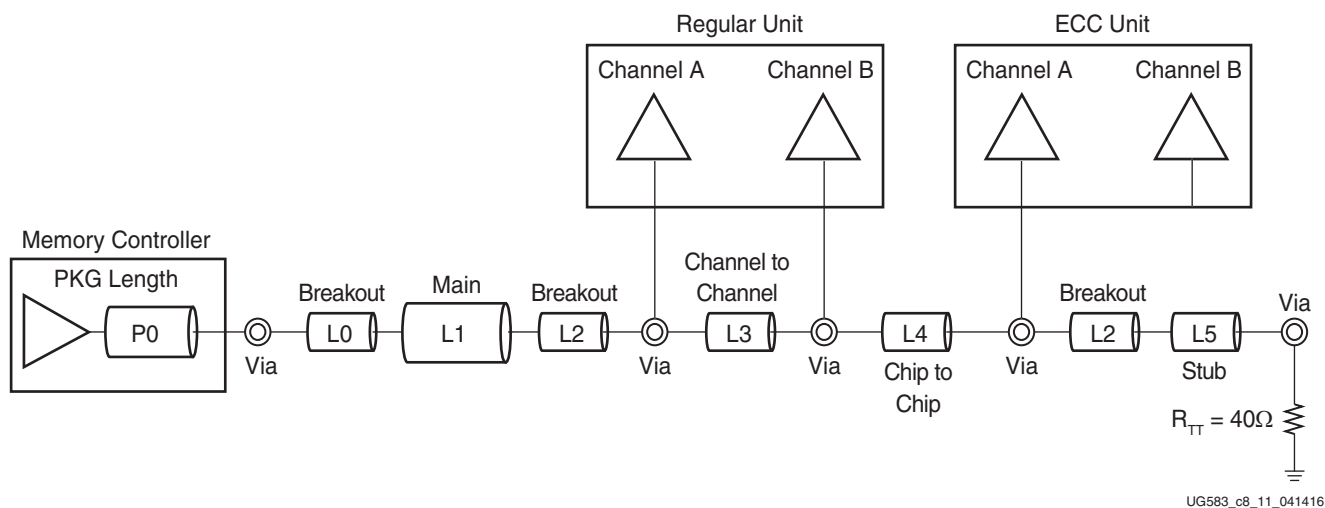 Regular Unit
ECC Unit
Channel A
Channel B
Channel A
Channel B
Memory Controller
PKG Length
P0
Via
Breakout
L0
Main
L1
Breakout
L2
Via
Channel to
Channel
L3
Via
L4
Chip to
Chip
Via
Breakout
L2
L5
Stub
Via
R_TT = 40Ω
UG583_c8_11_041416